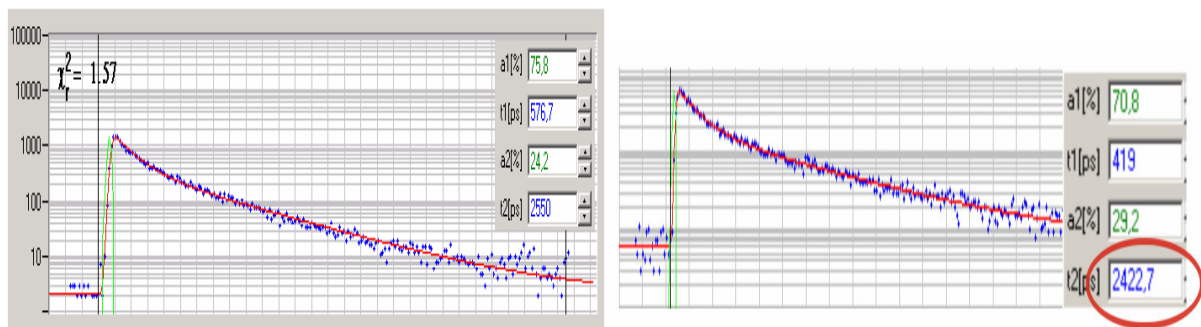 100000
10000
1000
100
10
χ²r = 1.57
a1[%] 75,8
t1[ps] 576,7
a2[%] 24,2
t2[ps] 2550
a1[%] 70,8
t1[ps] 419
a2[%] 29,2
t2[ps] 2422,7